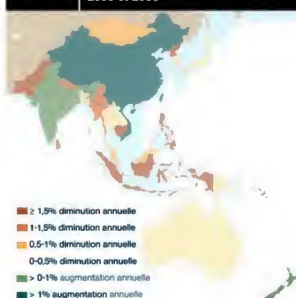 ≥ 1,5% diminution annuelle
1-1,5% diminution annuelle
0,5-1% diminution annuelle
0-0,5% diminution annuelle
> 0-1% augmentation annuelle
> 1% augmentation annuelle